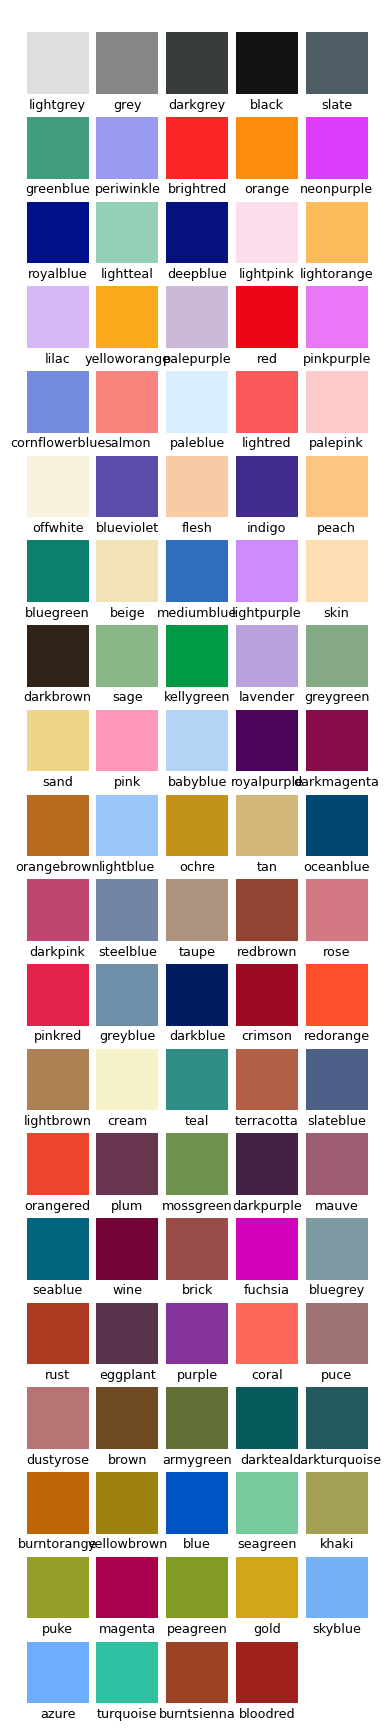 lightgrey grey darkgrey black slate
greenblue periwinkle brightred orange neonpurple
royalblue lightteal deepblue lightpink lightorange
lilac yelloworange palepurple red pinkpurple
cornflowerblue salmon paleblue lightred palepink
offwhite blueviolet flesh indigo peach
bluegreen beige mediumblue lightpurple skin
darkbrown sage kellygreen lavender greygreen
sand pink babyblue royalpurple darkmagenta
orangebrown lightblue ochre tan oceanblue
darkpink steelblue taupe redbrown rose
pinkred greyblue darkblue crimson redorange
lightbrown cream teal terracotta slateblue
orangered plum mossgreen darkpurple mauve
seablue wine brick fuchsia bluegrey
rust eggplant purple coral puce
dustyrose brown armygreen darkteal darkturquoise
burntorange yellowbrown blue seagreen khaki
puke magenta peagreen gold skyblue
azure turquoise burntsienna bloodred